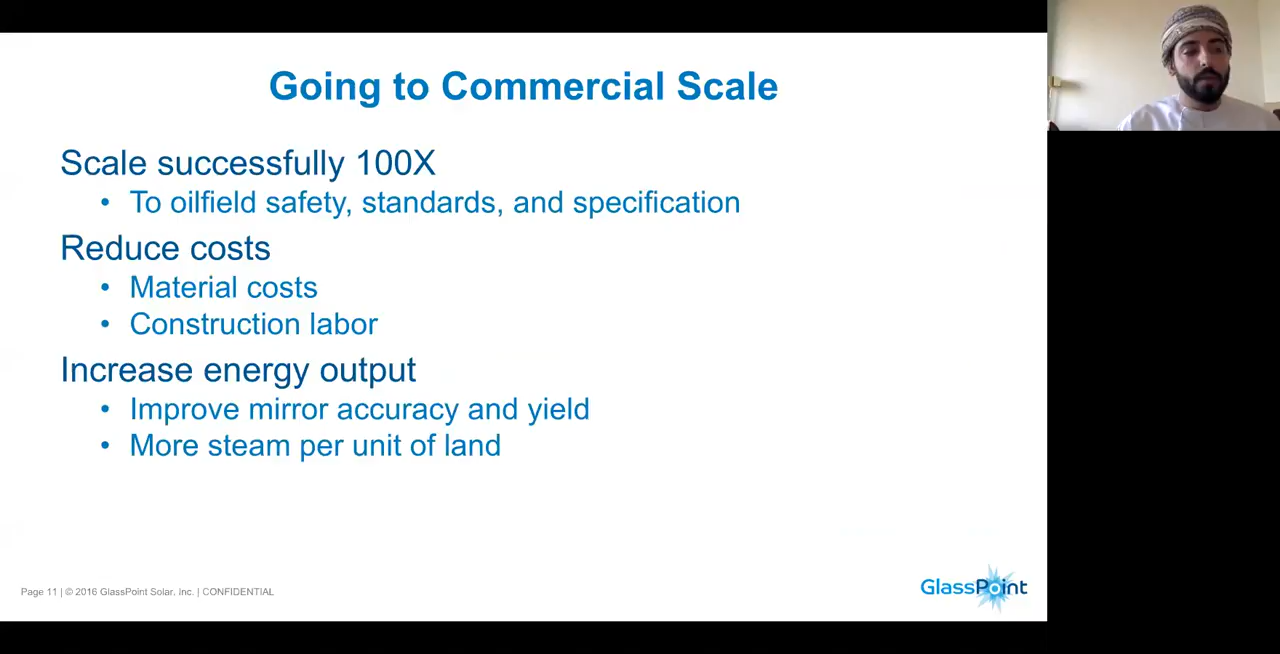 Going to Commercial Scale
Scale successfully 100X
• To oilfield safety, standards, and specification
Reduce costs
• Material costs
• Construction labor
Increase energy output
• Improve mirror accuracy and yield
• More steam per unit of land
Page 11 | © 2016 GlassPoint Solar, Inc. | CONFIDENTIAL
GlassPoint